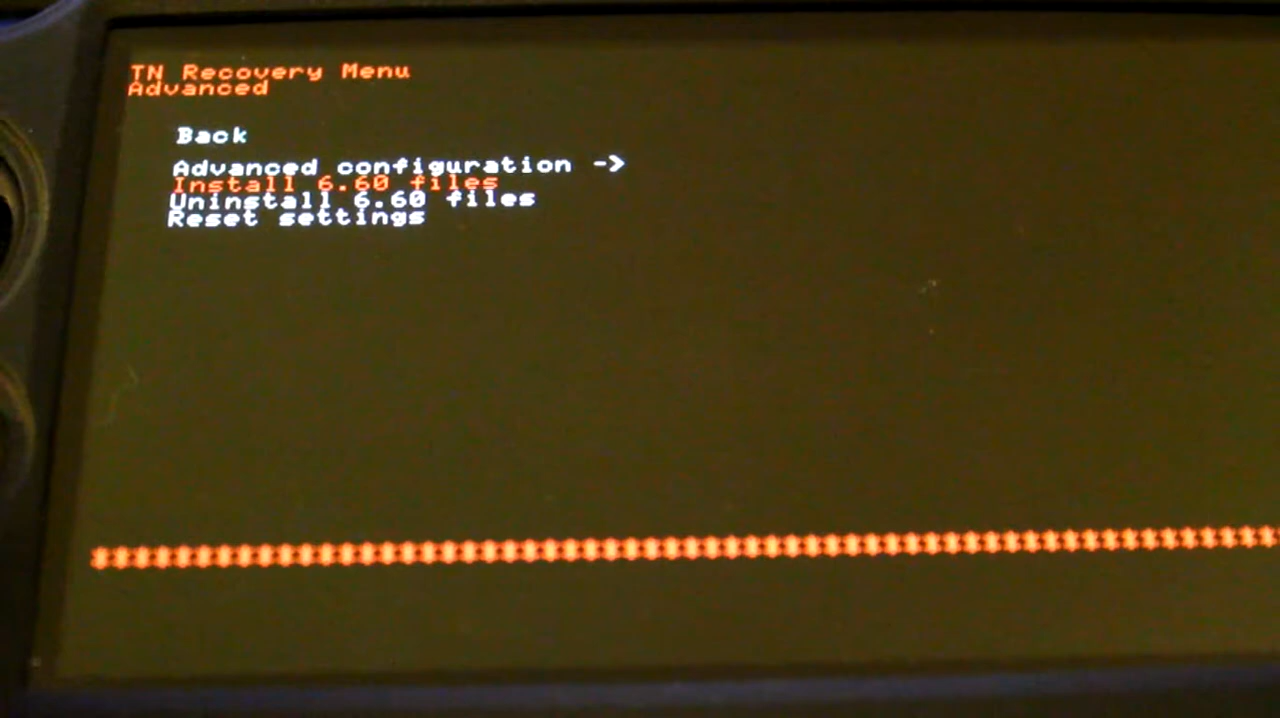 TN Recovery Menu
Advanced
Back
Advanced configuration ->
Install 6.60 files
Uninstall 6.60 files
Reset settings